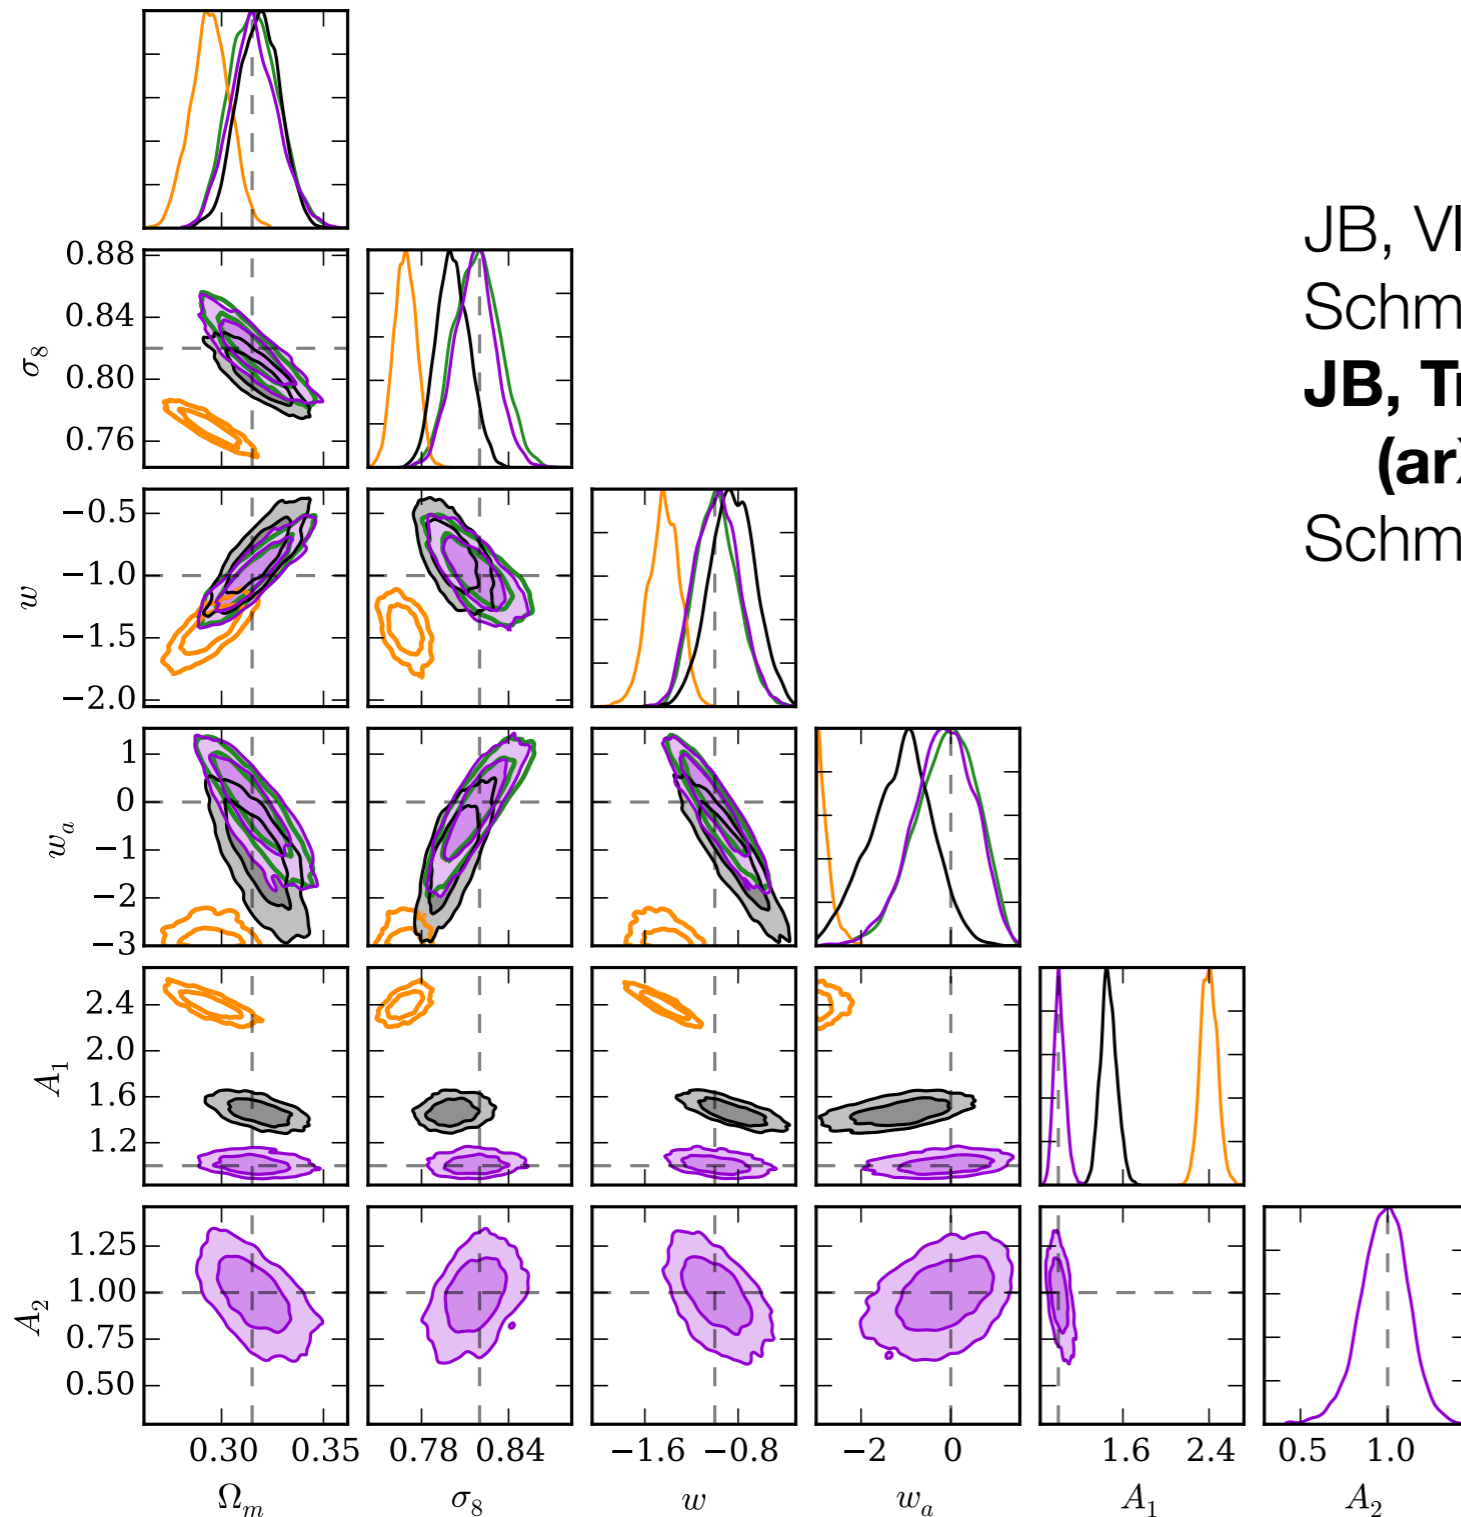 JB, Vl
Schm
JB, Tr
(ar
Schm
0.88
0.84
σ₈ 0.80
0.76
−0.5
w −1.0
−1.5
−2.0
1
0
wₐ −1
−2
−3
2.4
2.0
A₁ 1.6
1.2
1.25
A₂ 1.00
0.75
0.50
0.30 0.35 0.78 0.84 −1.6 −0.8 −2 0 1.6 2.4 0.5 1.0
Ωₘ σ₈ w wₐ A₁ A₂